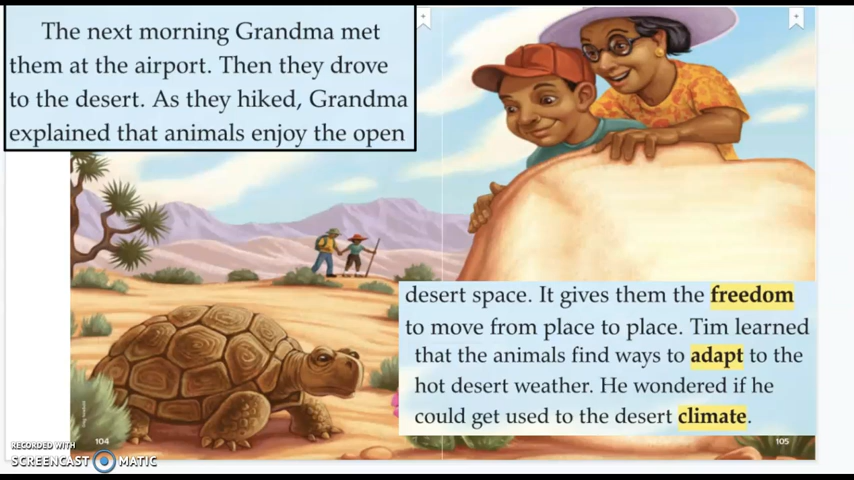 The next morning Grandma met
them at the airport. Then they drove
to the desert. As they hiked, Grandma
explained that animals enjoy the open
desert space. It gives them the freedom
to move from place to place. Tim learned
that the animals find ways to adapt to the
hot desert weather. He wondered if he
could get used to the desert climate.
104
105
RECORDED WITH
SCREENCAST MATIC